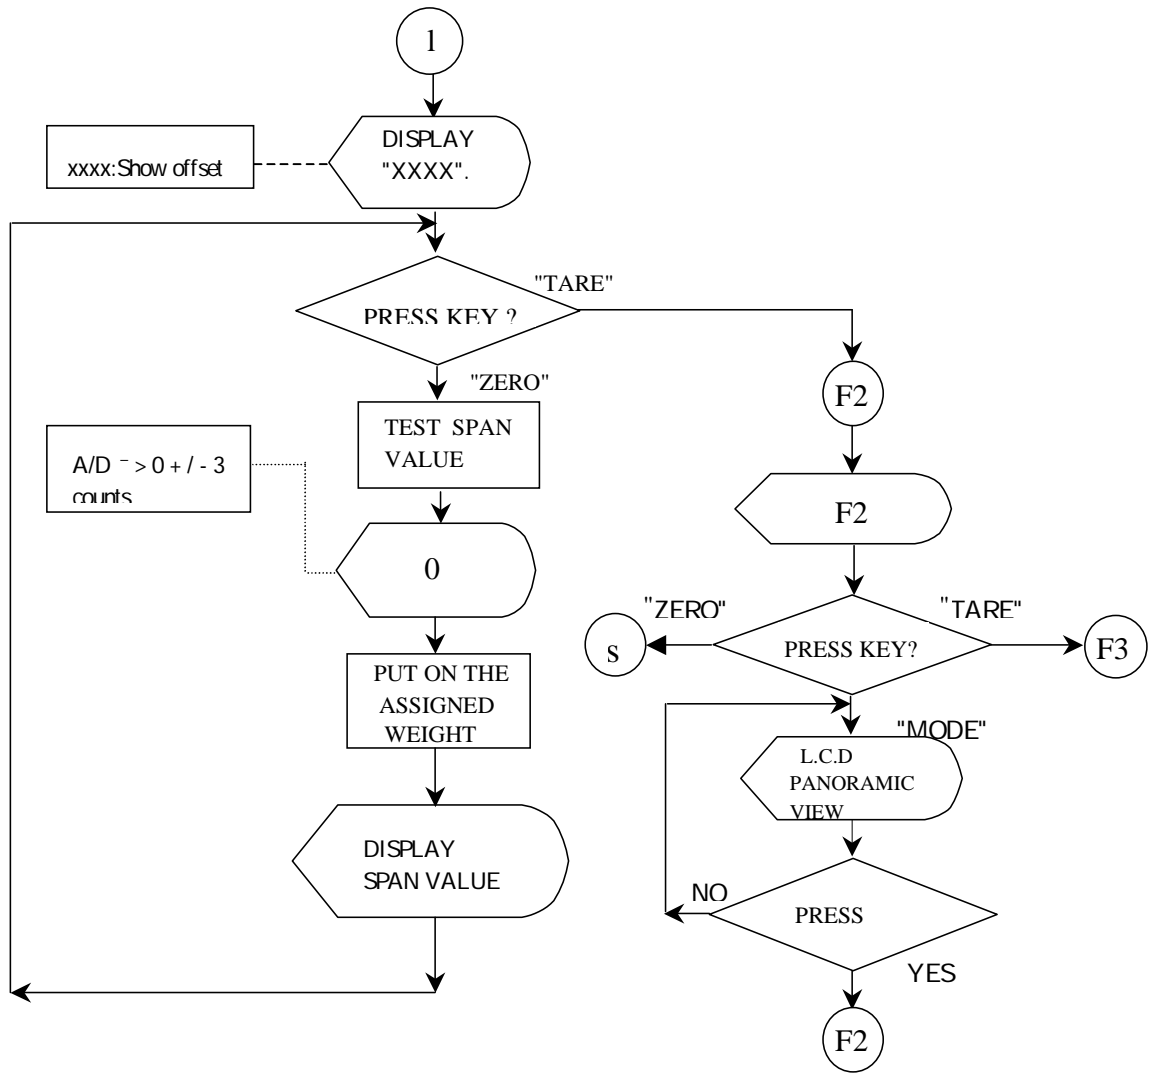 1
DISPLAY
"XXXX".
xxxx:Show offset
"TARE"
PRESS KEY ?
"ZERO"
TEST SPAN
VALUE
A/D ¯ > 0 + / - 3
counts
0
PUT ON THE
ASSIGNED
WEIGHT
DISPLAY
SPAN VALUE
F2
F2
"ZERO"
"TARE"
s
PRESS KEY?
F3
"MODE"
L.C.D
PANORAMIC
VIEW
NO
PRESS
YES
F2